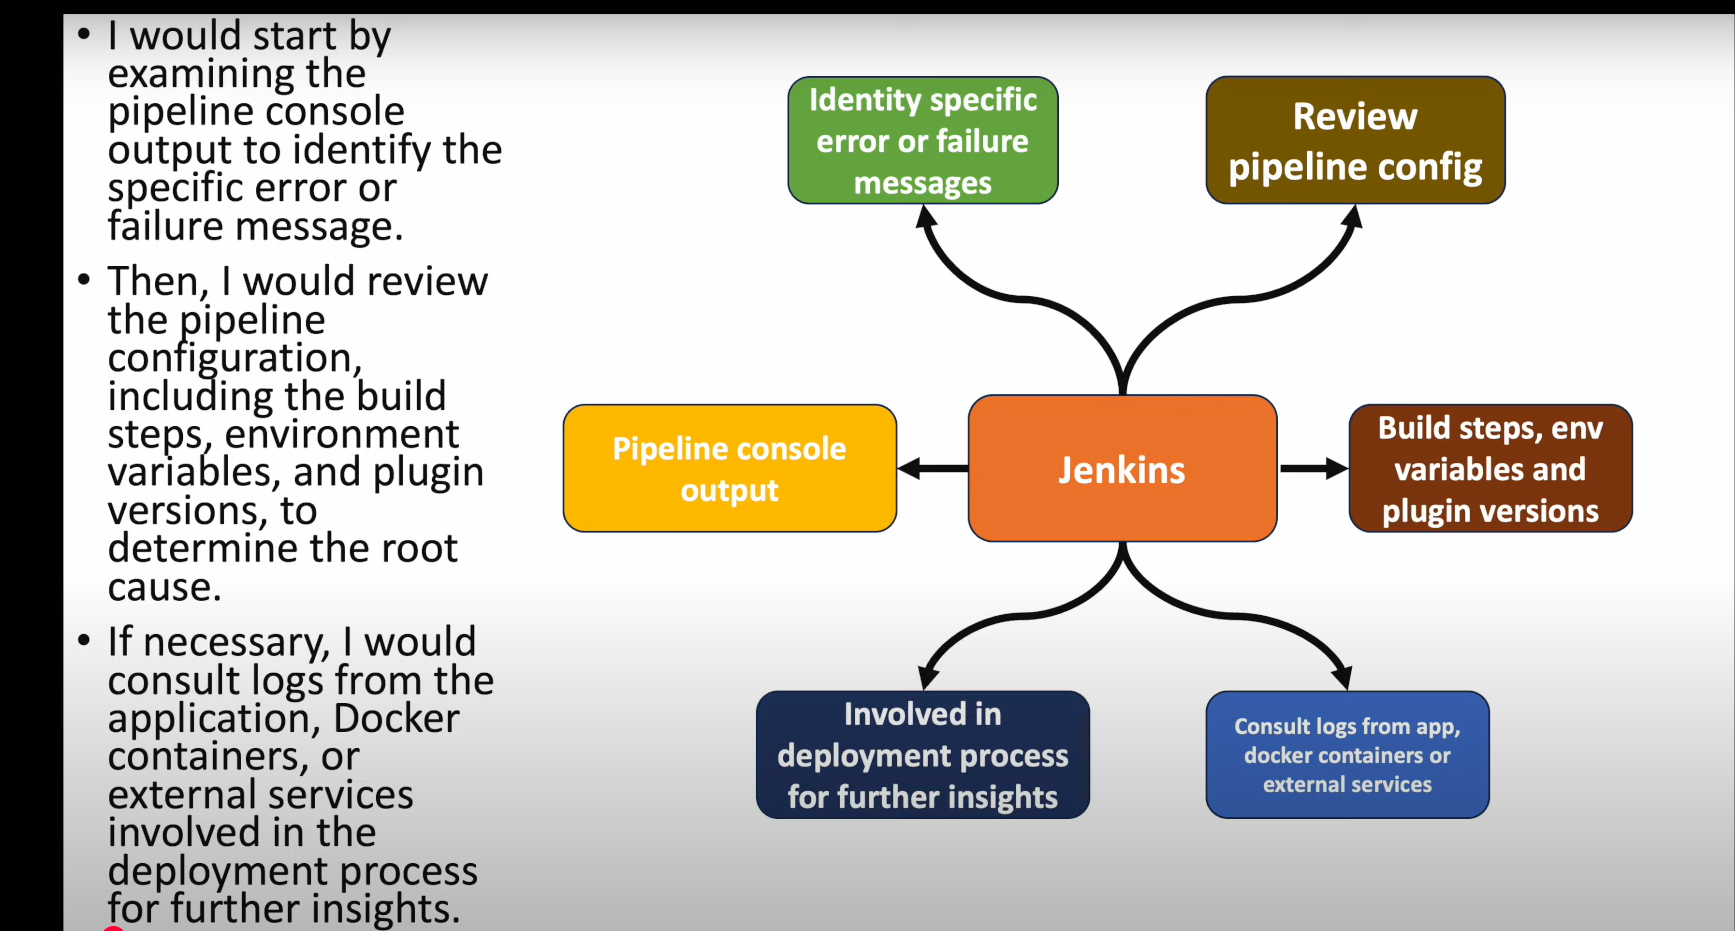 • I would start by
examining the
pipeline console
output to identify the
specific error or
failure message.
• Then, I would review
the pipeline
configuration,
including the build
steps, environment
variables, and plugin
versions, to
determine the root
cause.
• If necessary, I would
consult logs from the
application, Docker
containers, or
external services
involved in the
deployment process
for further insights.
Identity specific
error or failure
messages
Review
pipeline config
Pipeline console
output
Jenkins
Build steps, env
variables and
plugin versions
Involved in
deployment process
for further insights
Consult logs from app,
docker containers or
external services